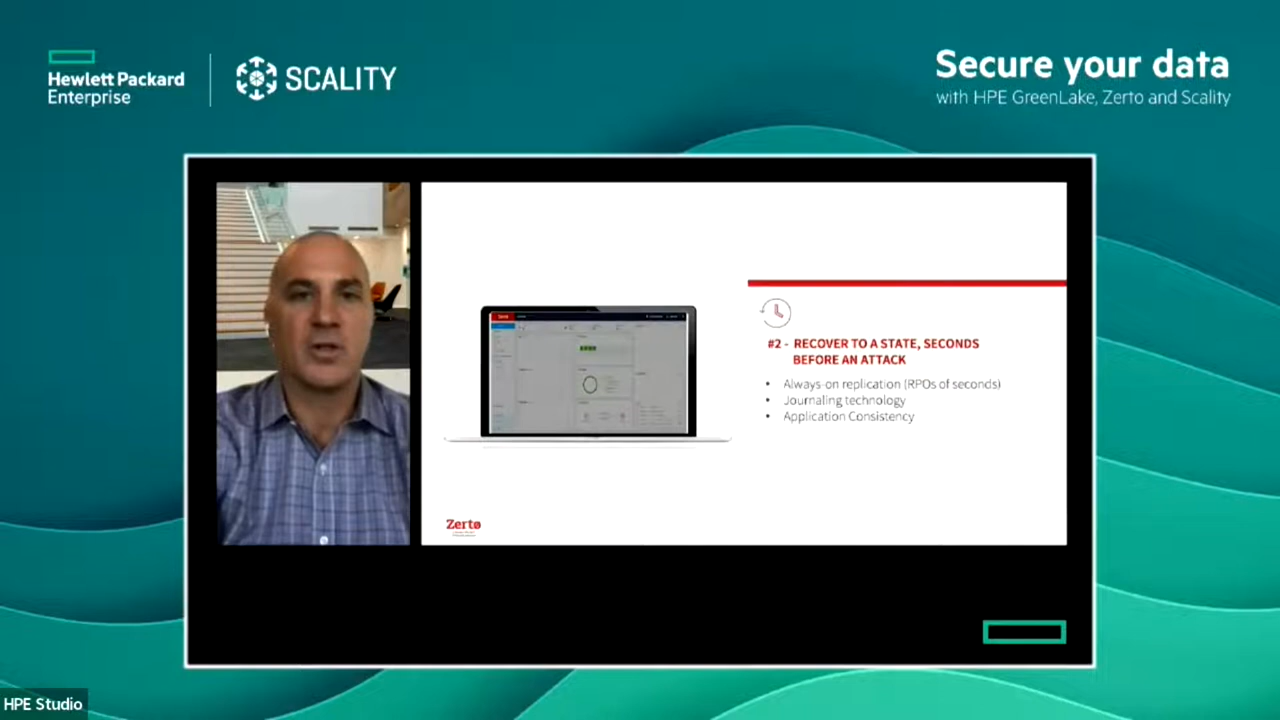 Hewlett Packard
Enterprise
SCALITY
Secure your data
with HPE GreenLake, Zerto and Scality
#2 - RECOVER TO A STATE, SECONDS
BEFORE AN ATTACK
• Always-on replication (RPOs of seconds)
• Journaling technology
• Application Consistency
Zerto
HPE Studio